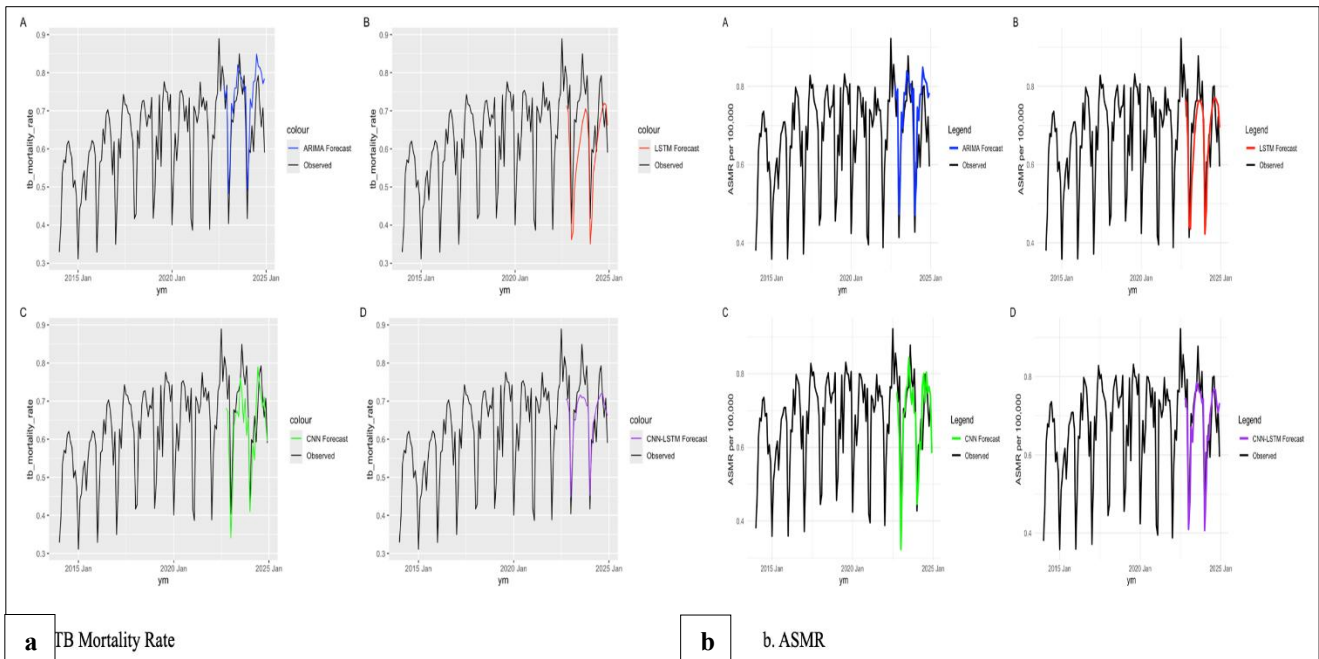 A
tb_mortality_rate
0.9
0.8
0.7
0.6
0.5
0.4
0.3
2015 Jan
2020 Jan
2025 Jan
ym
colour
ARIMA Forecast
Observed
B
tb_mortality_rate
0.9
0.8
0.7
0.6
0.5
0.4
0.3
2015 Jan
2020 Jan
2025 Jan
ym
colour
LSTM Forecast
Observed
C
tb_mortality_rate
0.9
0.8
0.7
0.6
0.5
0.4
0.3
2015 Jan
2020 Jan
2025 Jan
ym
colour
CNN Forecast
Observed
D
tb_mortality_rate
0.9
0.8
0.7
0.6
0.5
0.4
0.3
2015 Jan
2020 Jan
2025 Jan
ym
colour
CNN-LSTM Forecast
Observed
a TB Mortality Rate
A
ASMR per 100,000
0.8
0.6
0.4
2015 Jan
2020 Jan
2025 Jan
ym
Legend
ARIMA Forecast
Observed
B
ASMR per 100,000
0.8
0.6
0.4
2015 Jan
2020 Jan
2025 Jan
ym
Legend
LSTM Forecast
Observed
C
ASMR per 100,000
0.8
0.6
0.4
2015 Jan
2020 Jan
2025 Jan
ym
Legend
CNN Forecast
Observed
D
ASMR per 100,000
0.8
0.6
0.4
2015 Jan
2020 Jan
2025 Jan
ym
Legend
CNN-LSTM Forecast
Observed
b b. ASMR